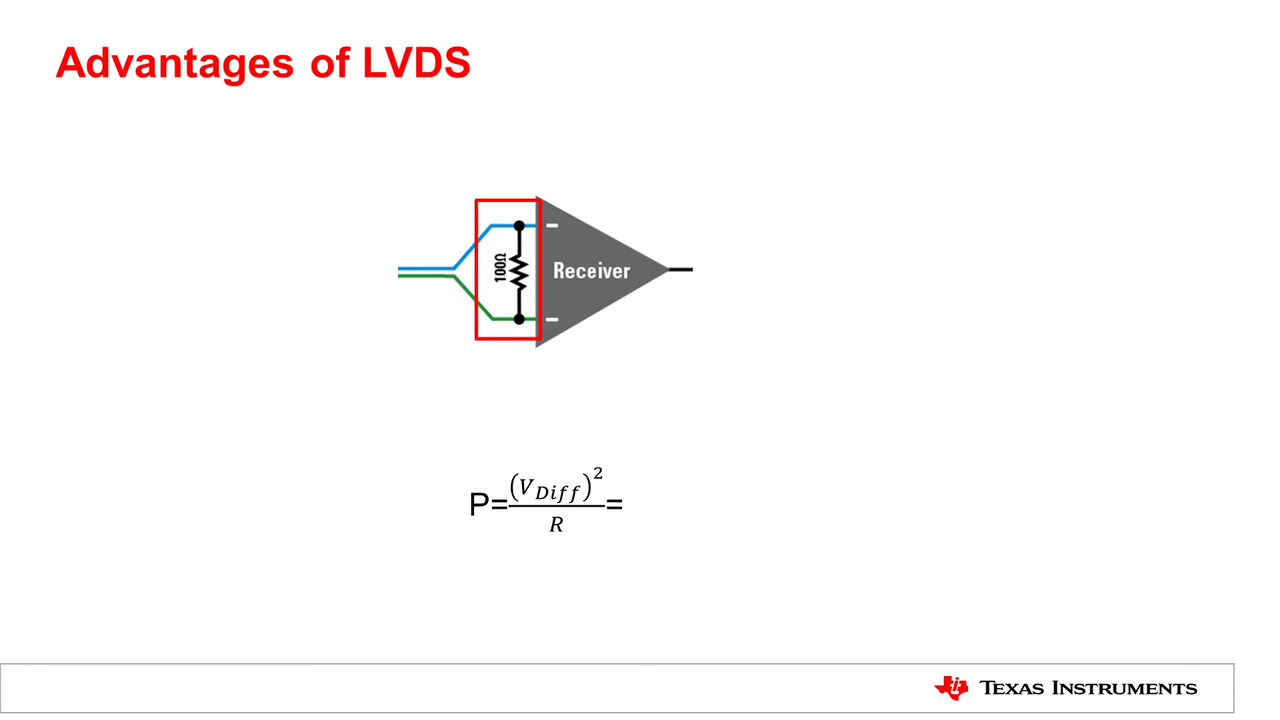 Advantages of LVDS
100Ω
Receiver
P=(V_Diff)²/R=
Texas Instruments